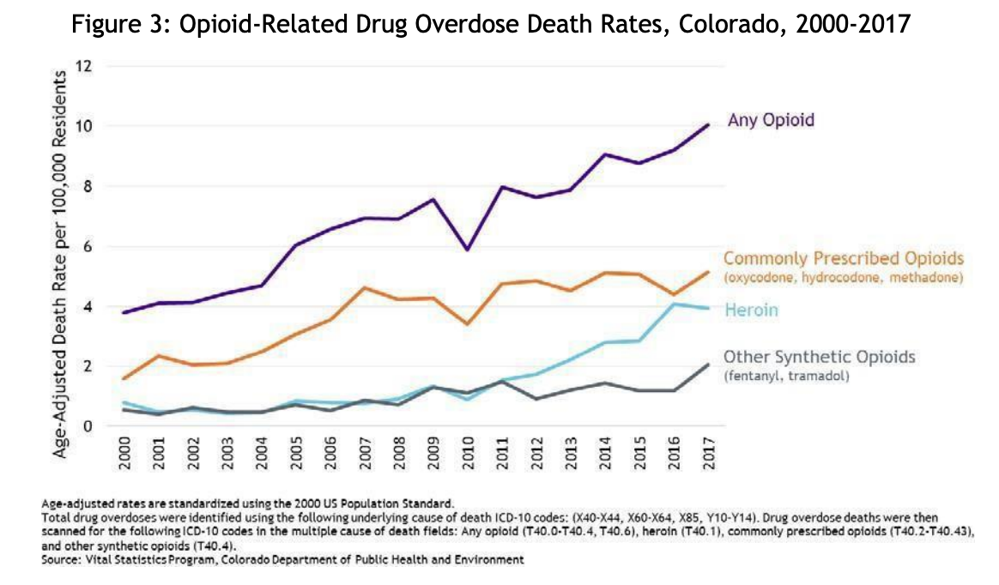 Figure 3: Opioid-Related Drug Overdose Death Rates, Colorado, 2000-2017
Age-Adjusted Death Rate per 100,000 Residents
12
10
8
6
4
2
0
Any Opioid
Commonly Prescribed Opioids
(oxycodone, hydrocodone, methadone)
Heroin
Other Synthetic Opioids
(fentanyl, tramadol)
2000 2001 2002 2003 2004 2005 2006 2007 2008 2009 2010 2011 2012 2013 2014 2015 2016 2017
Age-adjusted rates are standardized using the 2000 US Population Standard.
Total drug overdoses were identified using the following underlying cause of death ICD-10 codes: (X40-X44, X60-X64, X85, Y10-Y14). Drug overdose deaths were then
scanned for the following ICD-10 codes in the multiple cause of death fields: Any opioid (T40.0-T40.4, T40.6), heroin (T40.1), commonly prescribed opioids (T40.2-T40.43),
and other synthetic opioids (T40.4).
Source: Vital Statistics Program, Colorado Department of Public Health and Environment